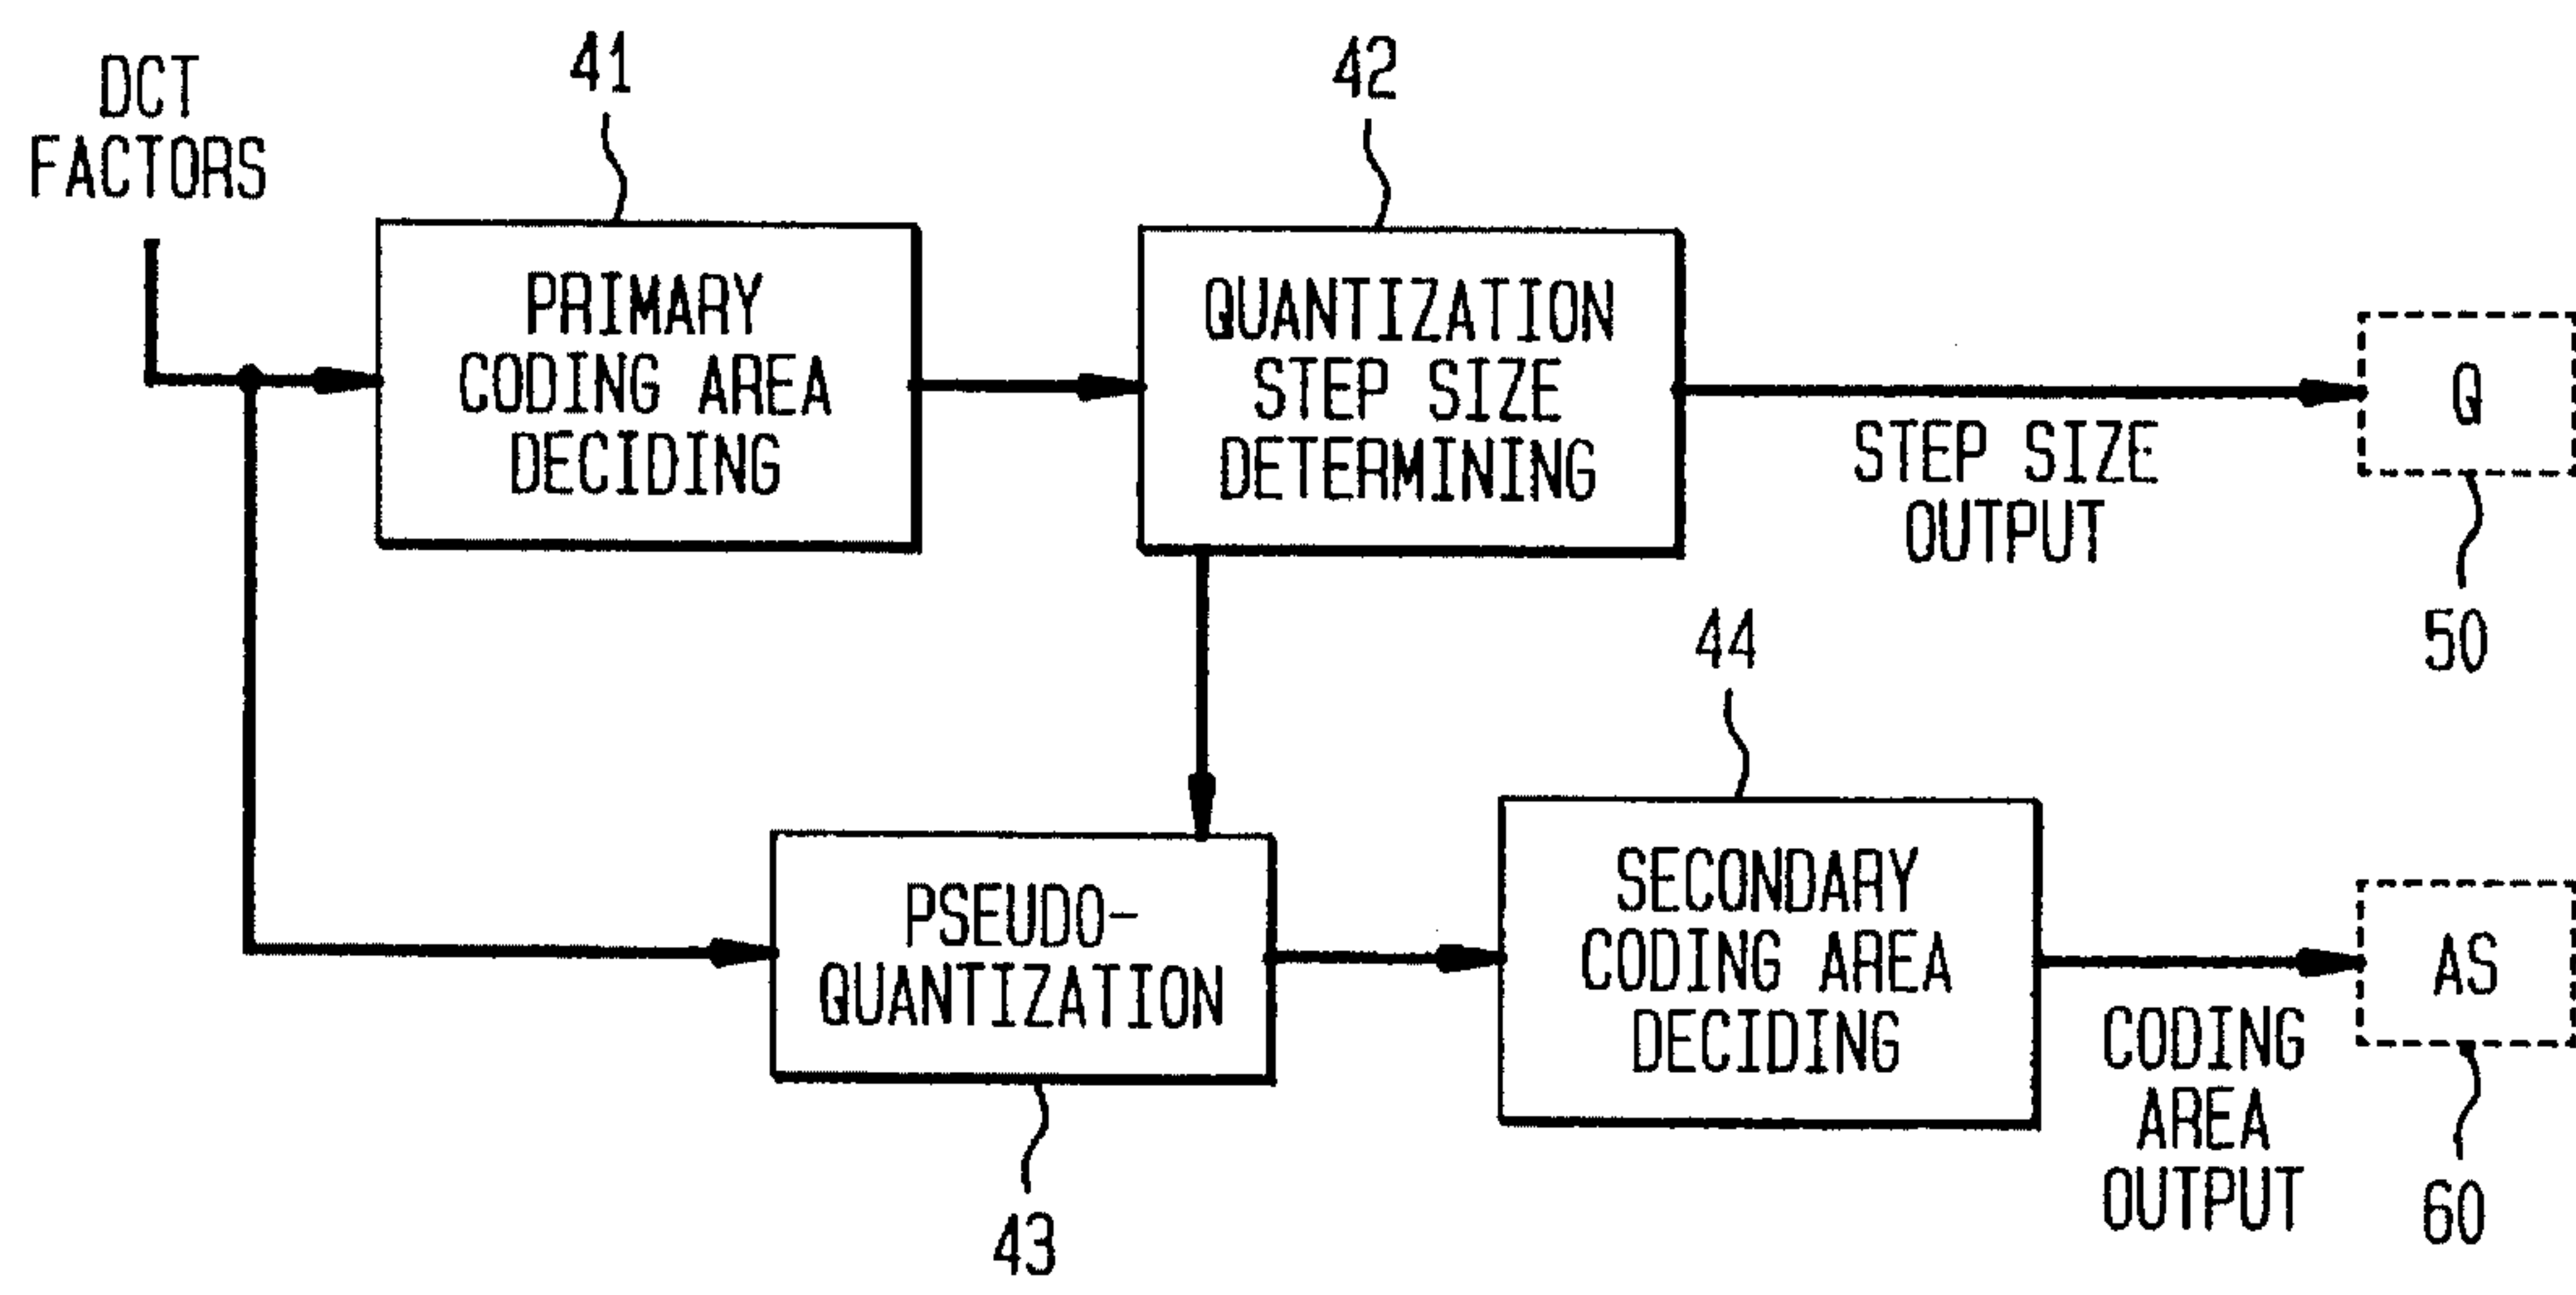 DCT
FACTORS
41
PRIMARY
CODING AREA
DECIDING
42
QUANTIZATION
STEP SIZE
DETERMINING
STEP SIZE
OUTPUT
Q
50
PSEUDO-
QUANTIZATION
43
44
SECONDARY
CODING AREA
DECIDING
CODING
AREA
OUTPUT
AS
60